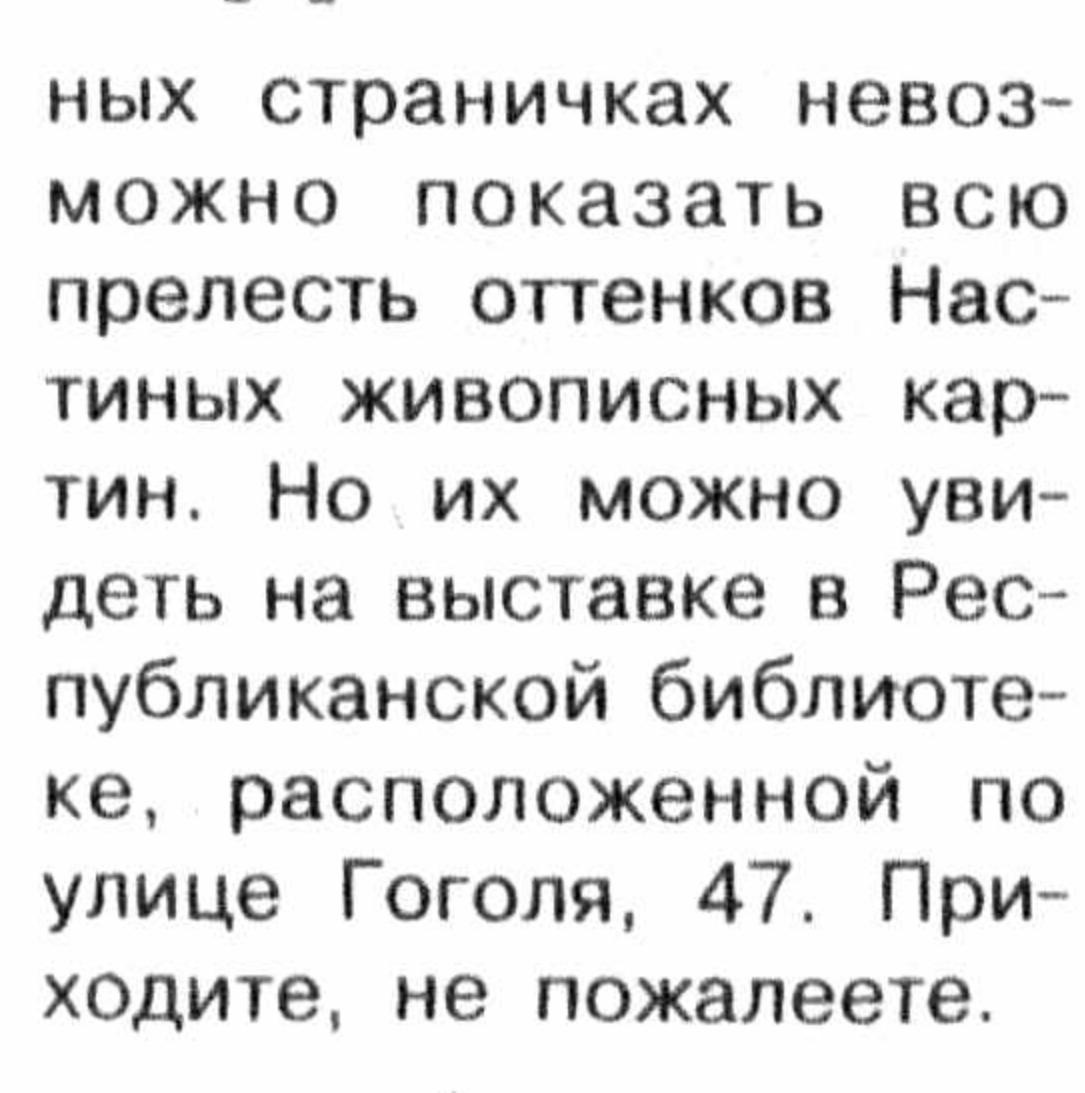 ных страничках невоз-
можно показать всю
прелесть оттенков Нас-
тиных живописных кар-
тин. Но их можно уви-
деть на выставке в Рес-
публиканской библиоте-
ке, расположенной по
улице Гоголя, 47. При-
ходите, не пожалеете.